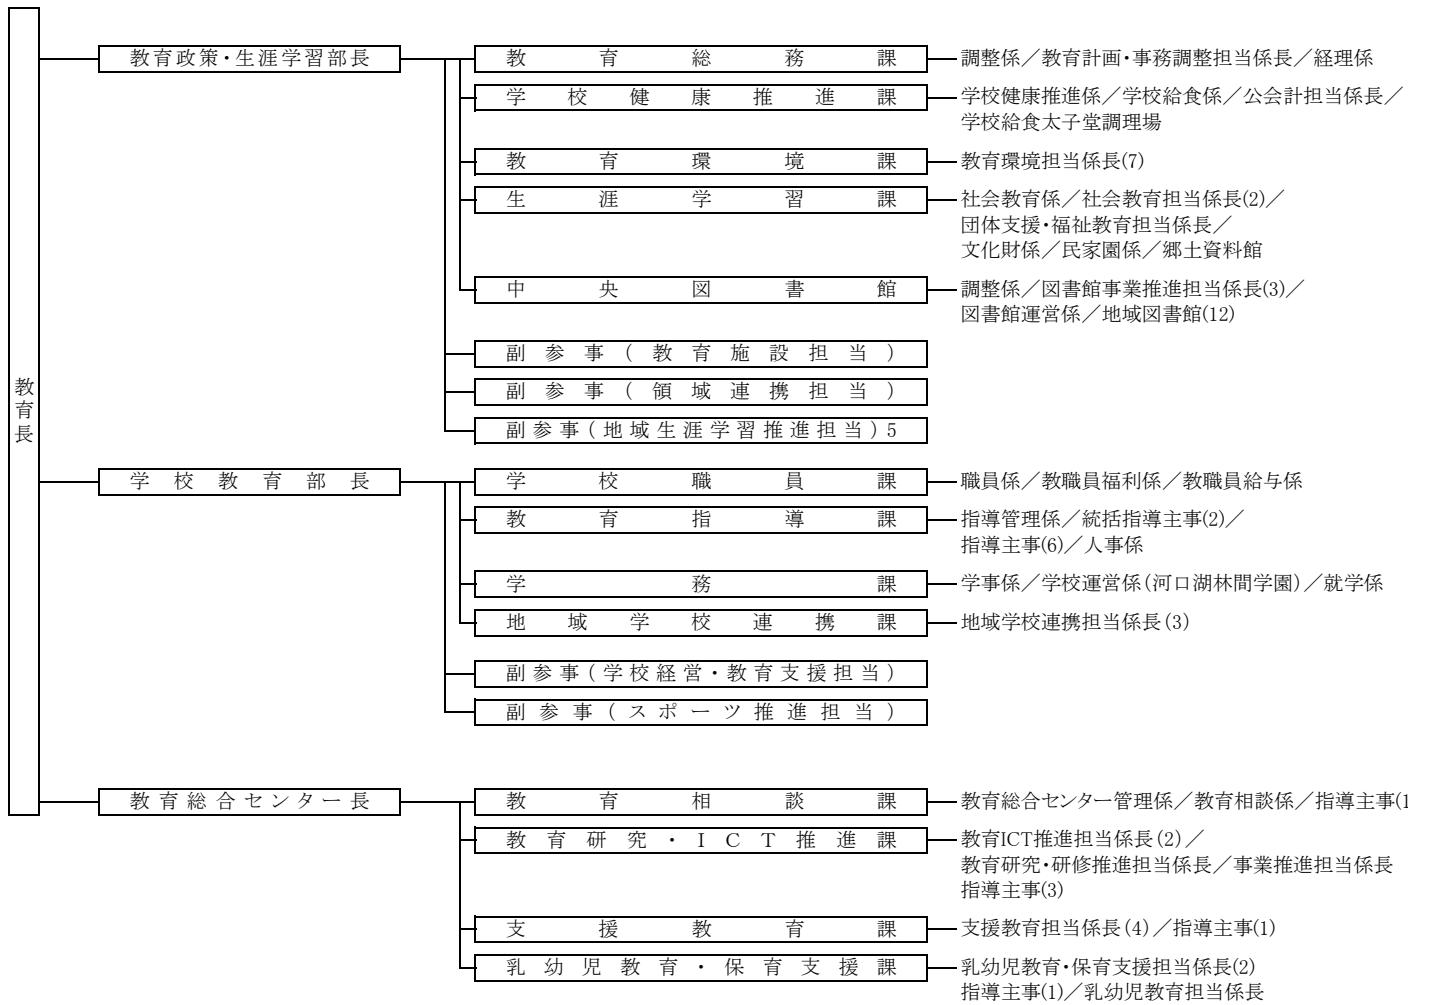 教育長
教育政策・生涯学習部長
教育総務課
調整係／教育計画・事務調整担当係長／経理係
学校健康推進課
学校健康推進係／学校給食係／公会計担当係長／
学校給食太子堂調理場
教育環境課
教育環境担当係長(7)
生涯学習課
社会教育係／社会教育担当係長(2)／
団体支援・福祉教育担当係長／
文化財係／民家園係／郷土資料館
中央図書館
調整係／図書館事業推進担当係長(3)／
図書館運営係／地域図書館(12)
副参事(教育施設担当)
副参事(領域連携担当)
副参事(地域生涯学習推進担当)5
学校教育部長
学校職員課
職員係／教職員福利係／教職員給与係
教育指導課
指導管理係／統括指導主事(2)／
指導主事(6)／人事係
学務課
学事係／学校運営係(河口湖林間学園)／就学係
地域学校連携課
地域学校連携担当係長(3)
副参事(学校経営・教育支援担当)
副参事(スポーツ推進担当)
教育総合センター長
教育相談課
教育総合センター管理係／教育相談係／指導主事(1
教育研究・ICT推進課
教育ICT推進担当係長(2)／
教育研究・研修推進担当係長／事業推進担当係長
指導主事(3)
支援教育課
支援教育担当係長(4)／指導主事(1)
乳幼児教育・保育支援課
乳幼児教育・保育支援担当係長(2)
指導主事(1)／乳幼児教育担当係長